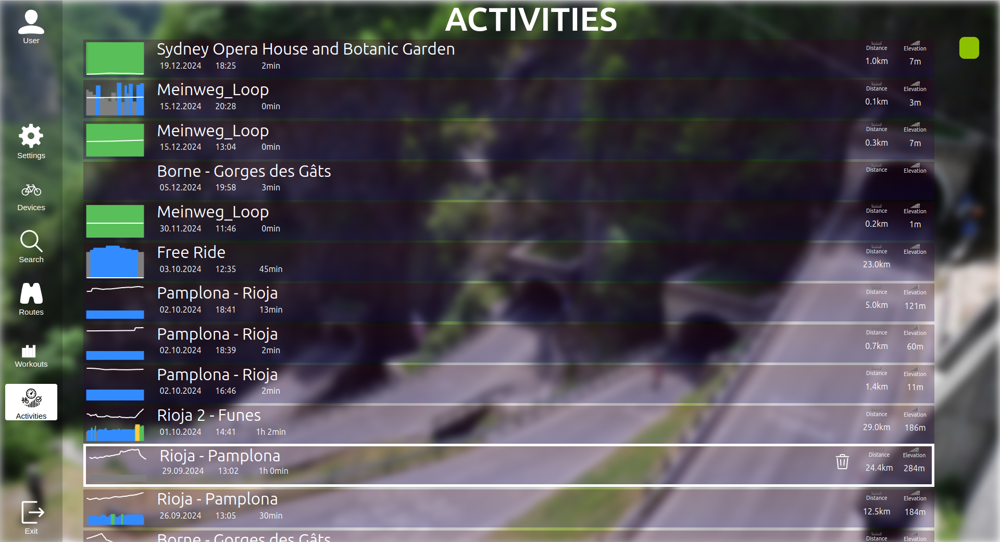 ACTIVITIES
User
Settings
Devices
Search
Routes
Workouts
Activities
Exit
Sydney Opera House and Botanic Garden
19.12.2024 18:25 2min
Distance Elevation
1.0km 7m
Meinweg_Loop
15.12.2024 20:28 0min
Distance Elevation
0.1km 3m
Meinweg_Loop
15.12.2024 13:04 0min
Distance Elevation
0.3km 7m
Borne - Gorges des Gâts
05.12.2024 19:58 3min
Distance Elevation
Meinweg_Loop
30.11.2024 11:46 0min
Distance Elevation
0.2km 1m
Free Ride
03.10.2024 12:35 45min
Distance Elevation
23.0km
Pamplona - Rioja
02.10.2024 18:41 13min
Distance Elevation
5.0km 121m
Pamplona - Rioja
02.10.2024 18:39 2min
Distance Elevation
0.7km 60m
Pamplona - Rioja
02.10.2024 16:46 2min
Distance Elevation
1.4km 11m
Rioja 2 - Funes
01.10.2024 14:41 1h 2min
Distance Elevation
29.0km 186m
Rioja - Pamplona
29.09.2024 13:02 1h 0min
Distance Elevation
24.4km 284m
Rioja - Pamplona
26.09.2024 13:05 30min
Distance Elevation
12.5km 184m
Borne - Gorges des Gâts
Distance Elevation